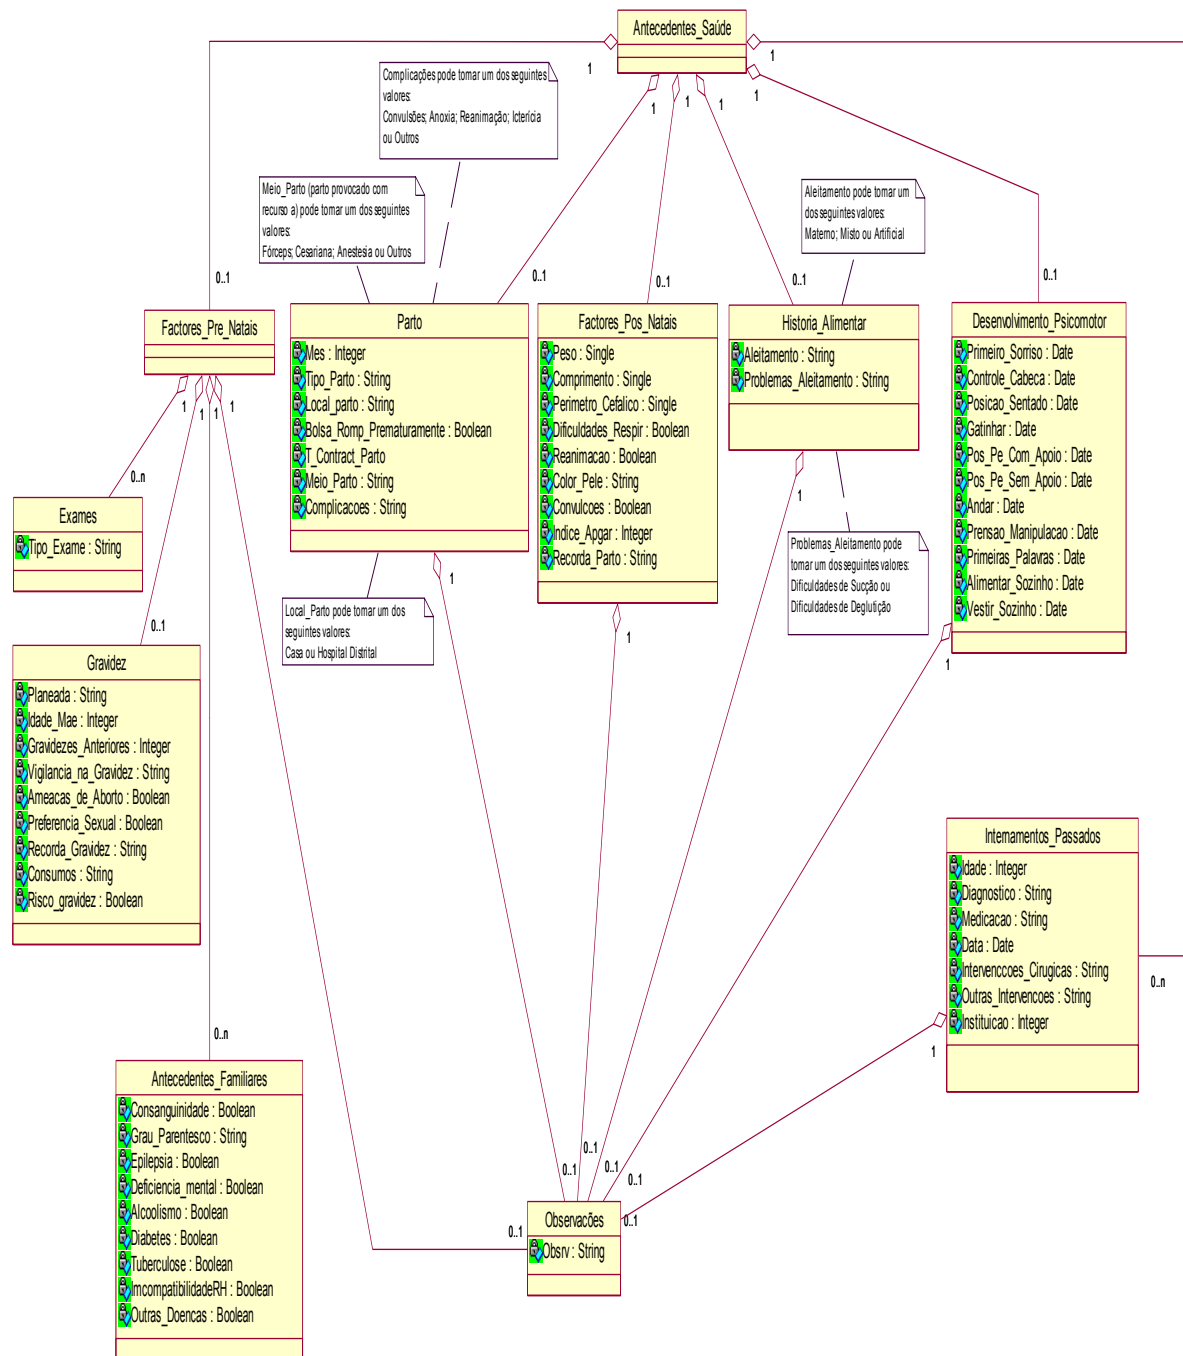 Antecedentes_Saúde
1
1
1
1
1
1
Complicações pode tomar um dos seguintes
valores:
Convulsões; Anoxia; Reanimação; Icterícia
ou Outros
Meio_Parto (parto provocado com
recurso a) pode tomar um dos seguintes
valores:
Fórceps; Cesariana; Anestesia ou Outros
Aleitamento pode tomar um
dos seguintes valores:
Materno; Misto ou Artificial
0..1
0..1
0..1
0..1
0..1
Factores_Pre_Natais
1
1
1
1
Parto
Mes : Integer
Tipo_Parto : String
Local_parto : String
Bolsa_Romp_Prematuramente : Boolean
T_Contract_Parto
Meio_Parto : String
Complicacoes : String
1
Factores_Pos_Natais
Peso : Single
Comprimento : Single
Perimetro_Cefalico : Single
Dificuldades_Respir : Boolean
Reanimacao : Boolean
Color_Pele : String
Convulcoes : Boolean
Indice_Apgar : Integer
Recorda_Parto : String
1
Historia_Alimentar
Aleitamento : String
Problemas_Aleitamento : String
1
Desenvolvimento_Psicomotor
Primeiro_Sorriso : Date
Controle_Cabeca : Date
Posicao_Sentado : Date
Gatinhar : Date
Pos_Pe_Com_Apoio : Date
Pos_Pe_Sem_Apoio : Date
Andar : Date
Prensao_Manipulacao : Date
Primeiras_Palavras : Date
Alimentar_Sozinho : Date
Vestir_Sozinho : Date
1
0..n
Exames
Tipo_Exame : String
Problemas_Aleitamento pode
tomar um dos seguintes valores:
Dificuldades de Sucção ou
Dificuldades de Deglutição
Local_Parto pode tomar um dos
seguintes valores:
Casa ou Hospital Distrital
0..1
Gravidez
Planeada : String
Idade_Mae : Integer
Gravidezes_Anteriores : Integer
Vigilancia_na_Gravidez : String
Ameacas_de_Aborto : Boolean
Preferencia_Sexual : Boolean
Recorda_Gravidez : String
Consumos : String
Risco_gravidez : Boolean
Internamentos_Passados
Idade : Integer
Diagnostico : String
Medicacao : String
Data : Date
Intervenccoes_Cirugicas : String
Outras_Intervencoes : String
Instituicao : Integer
0..n
1
0..n
Antecedentes_Familiares
Consanguinidade : Boolean
Grau_Parentesco : String
Epilepsia : Boolean
Deficiencia_mental : Boolean
Alcoolismo : Boolean
Diabetes : Boolean
Tuberculose : Boolean
ImcompatibilidadeRH : Boolean
Outras_Doencas : Boolean
0..1
0..1
0..1
0..1
0..1
0..1
Observacões
Obsrv : String